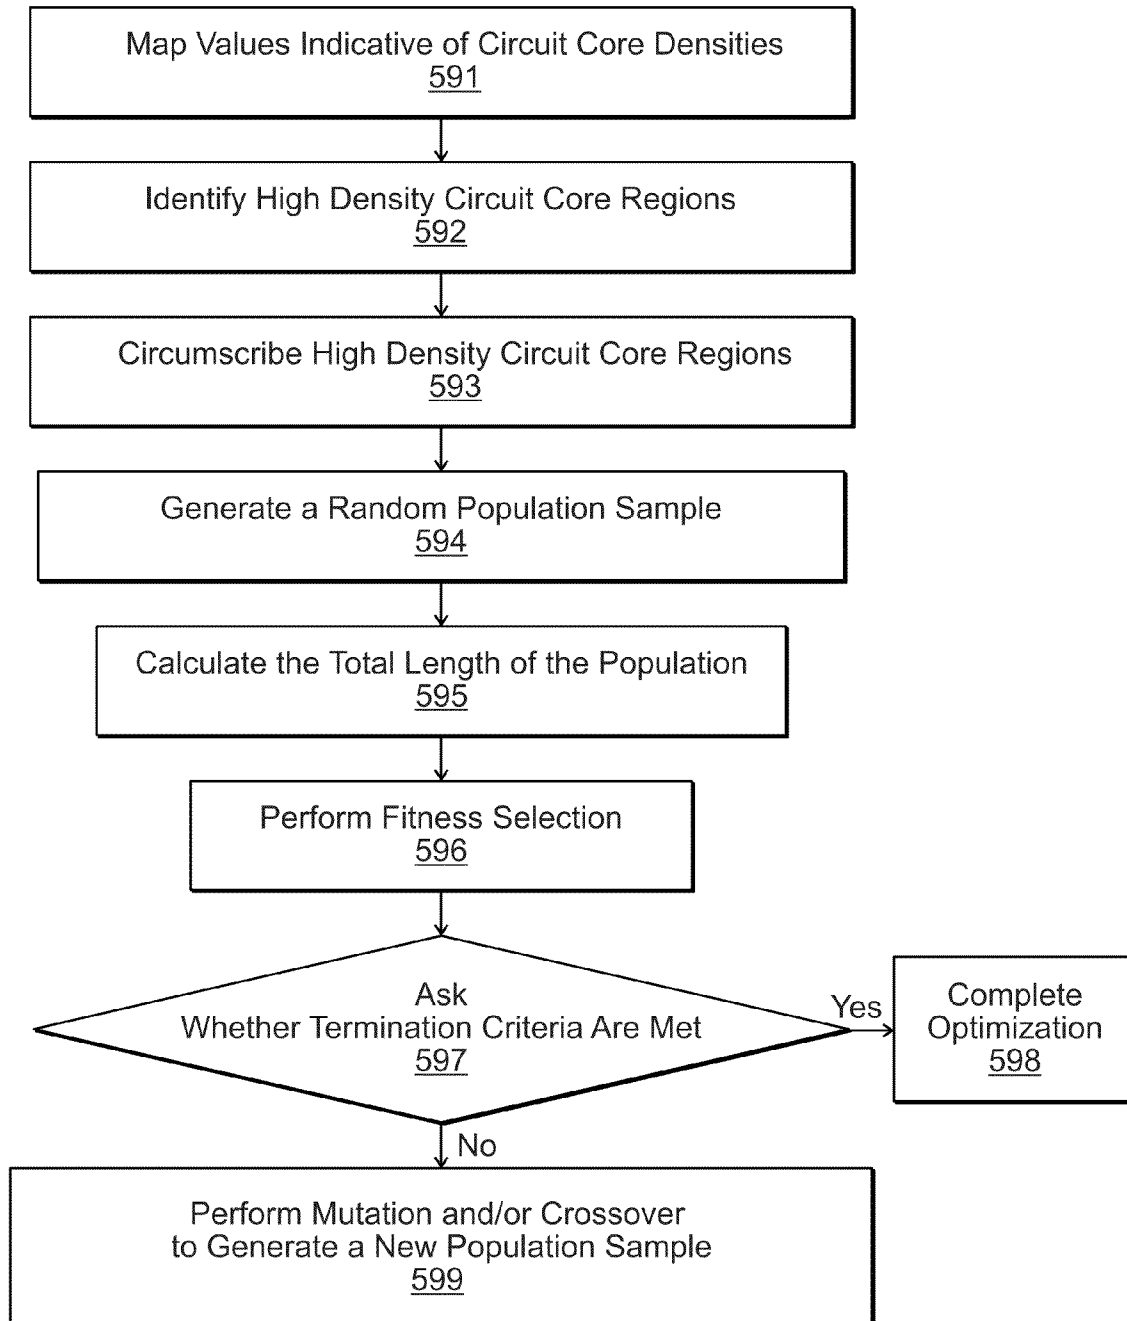 Map Values Indicative of Circuit Core Densities
591
Identify High Density Circuit Core Regions
592
Circumscribe High Density Circuit Core Regions
593
Generate a Random Population Sample
594
Calculate the Total Length of the Population
595
Perform Fitness Selection
596
Ask
Whether Termination Criteria Are Met
597
Yes
Complete
Optimization
598
No
Perform Mutation and/or Crossover
to Generate a New Population Sample
599